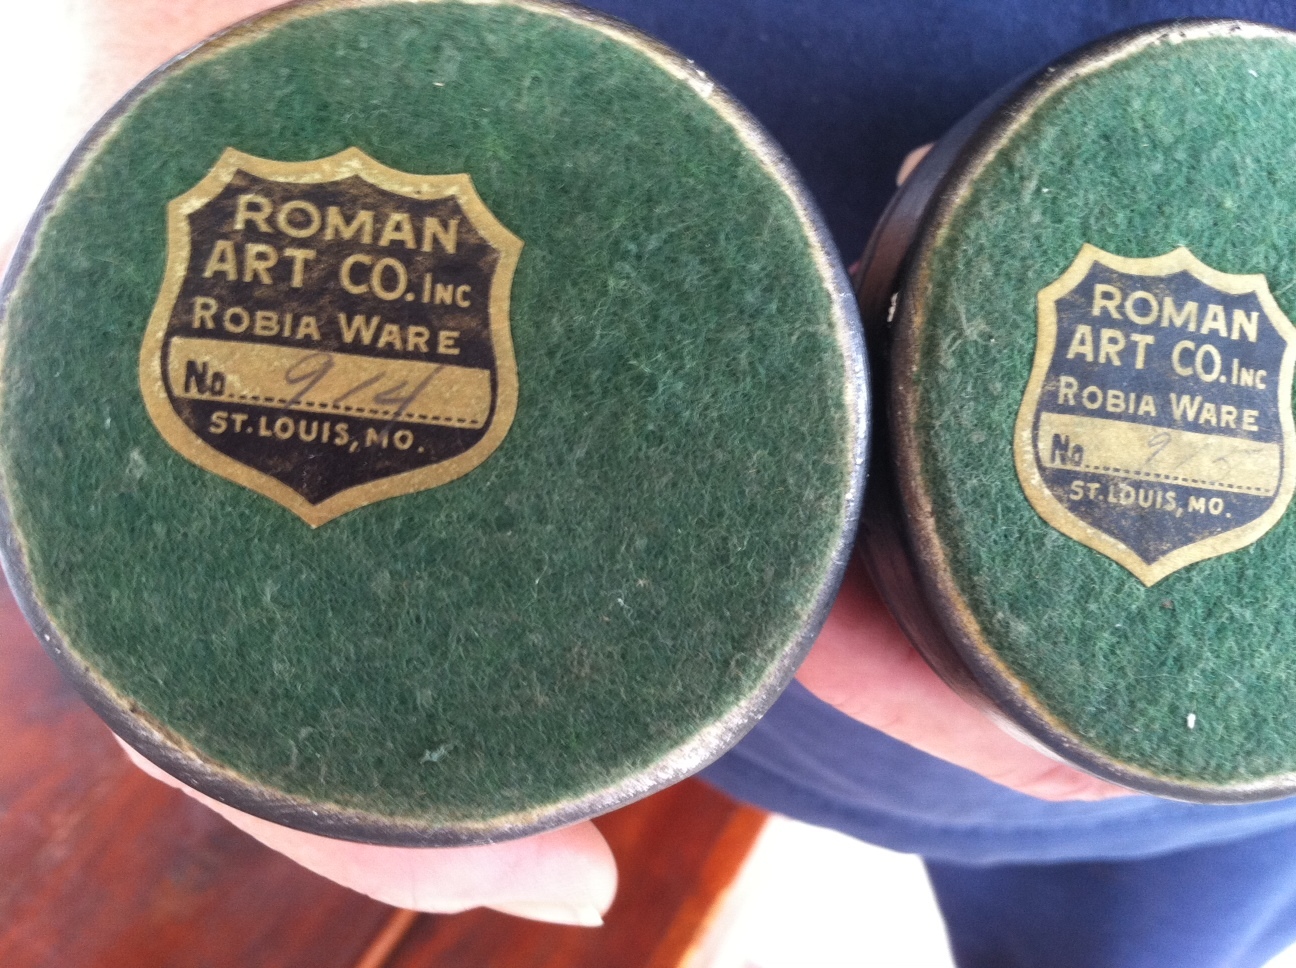 ROMAN
ART CO. INC
ROBIA WARE
No 914
ST. LOUIS, MO.
ROMAN
ART CO. INC
ROBIA WARE
No 915
ST. LOUIS, MO.